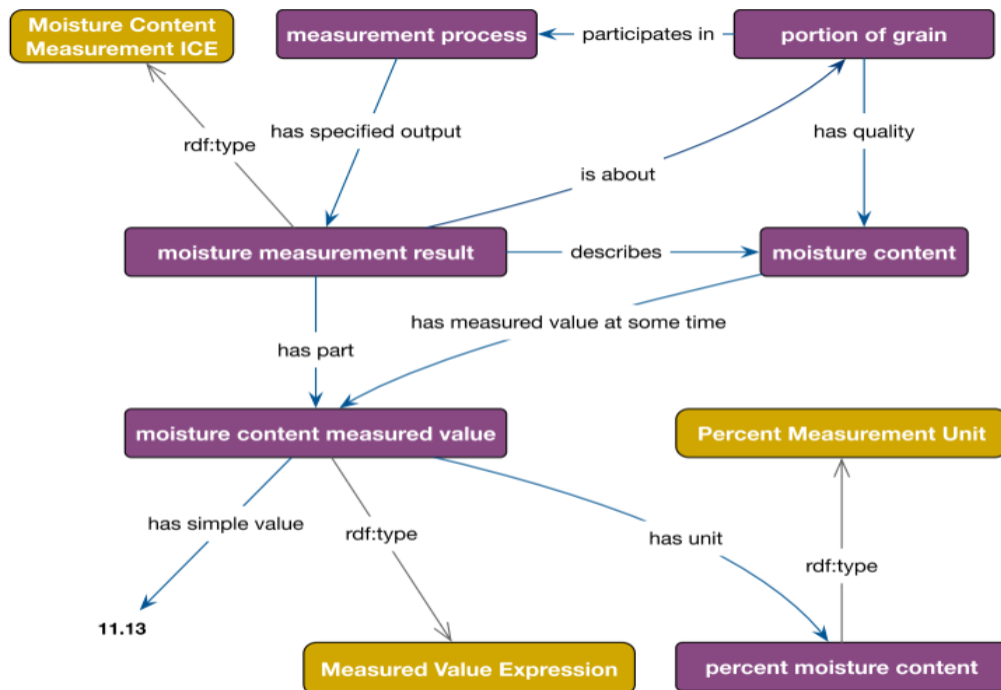 Moisture Content
Measurement ICE
measurement process
participates in
portion of grain
rdf:type
has specified output
has quality
is about
moisture measurement result
describes
moisture content
has measured value at some time
has part
moisture content measured value
Percent Measurement Unit
has simple value
rdf:type
has unit
rdf:type
11.13
Measured Value Expression
percent moisture content